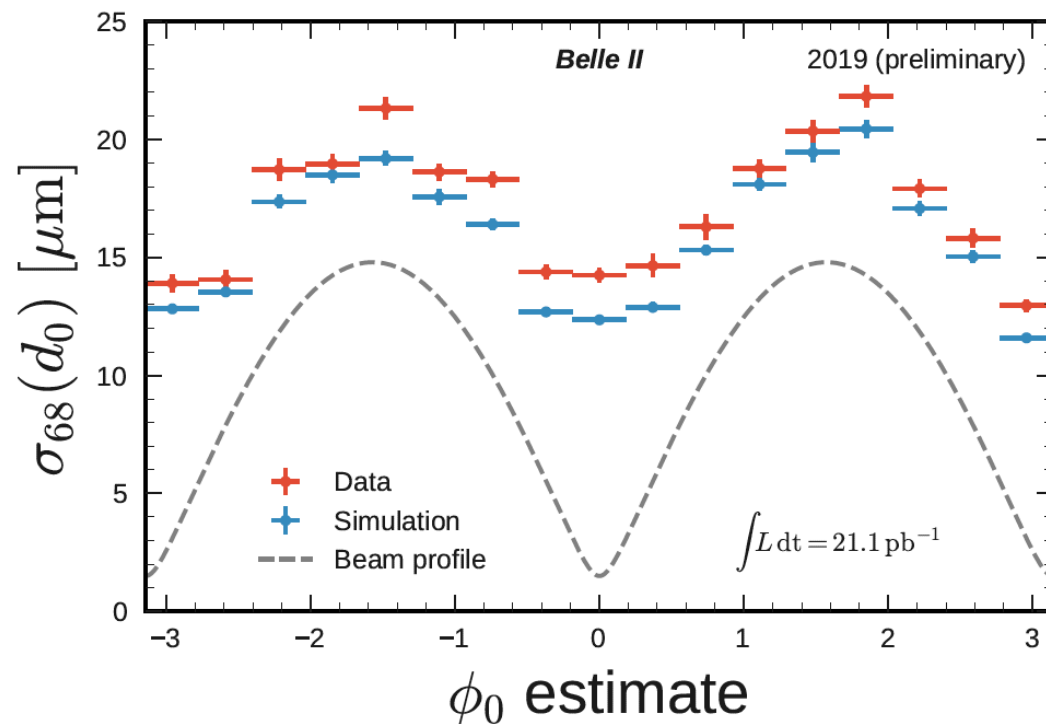 25
20
15
10
5
0
σ₆₈(d₀) [μm]
Belle II
2019 (preliminary)
Data
Simulation
Beam profile
∫L dt = 21.1 pb⁻¹
−3 −2 −1 0 1 2 3
ϕ₀ estimate